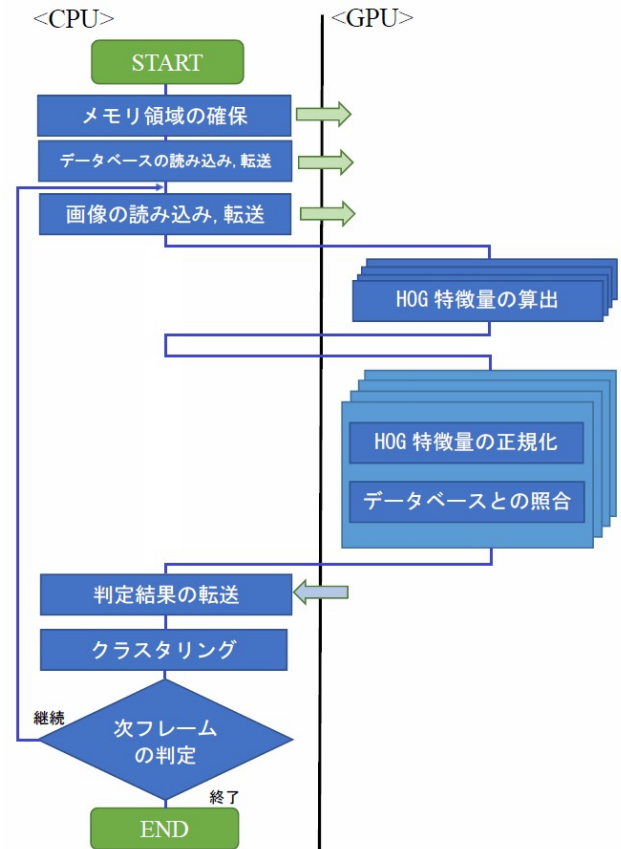 <CPU>
<GPU>
START
メモリ領域の確保
データベースの読み込み, 転送
画像の読み込み, 転送
HOG 特徴量の算出
HOG 特徴量の正規化
データベースとの照合
判定結果の転送
クラスタリング
継続
次フレーム
の判定
終了
END